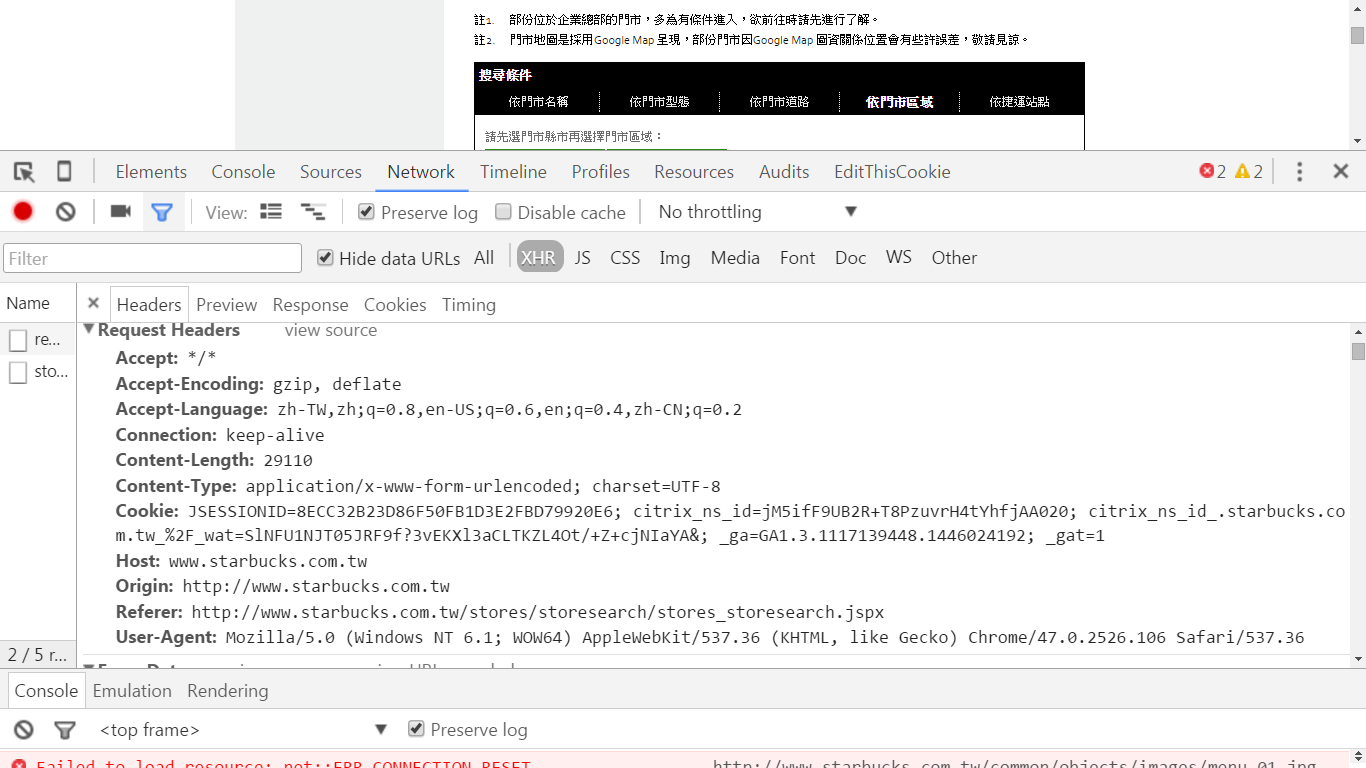 註1. 部份位於企業總部的門市，多為有條件進入，欲前往時請先進行了解。
註2. 門市地圖是採用Google Map 呈現，部份門市因Google Map 圖資關係位置會有些許誤差，敬請見諒。
搜尋條件
依門市名稱 依門市型態 依門市道路 依門市區域 依捷運站點
請先選門市縣市再選擇門市區域：
Elements Console Sources Network Timeline Profiles Resources Audits EditThisCookie 2 2
View: Preserve log Disable cache No throttling
Filter Hide data URLs All XHR JS CSS Img Media Font Doc WS Other
Name Headers Preview Response Cookies Timing
Request Headers view source
re...
sto...
Accept: */*
Accept-Encoding: gzip, deflate
Accept-Language: zh-TW,zh;q=0.8,en-US;q=0.6,en;q=0.4,zh-CN;q=0.2
Connection: keep-alive
Content-Length: 29110
Content-Type: application/x-www-form-urlencoded; charset=UTF-8
Cookie: JSESSIONID=8ECC32B23D86F50FB1D3E2FBD79920E6; citrix_ns_id=jM5ifF9UB2R+T8PzuvrH4tYhfjAA020; citrix_ns_id_.starbucks.co
m.tw_%2F_wat=SlNFU1NJT05JRF9f?3vEKXl3aCLTKZL4Ot/+Z+cjNIaYA&; _ga=GA1.3.1117139448.1446024192; _gat=1
Host: www.starbucks.com.tw
Origin: http://www.starbucks.com.tw
Referer: http://www.starbucks.com.tw/stores/storesearch/stores_storesearch.jspx
User-Agent: Mozilla/5.0 (Windows NT 6.1; WOW64) AppleWebKit/537.36 (KHTML, like Gecko) Chrome/47.0.2526.106 Safari/537.36
2 / 5 r...
Console Emulation Rendering
<top frame> Preserve log
Failed to load resource: net::ERR_CONNECTION_RESET http://www.starbucks.com.tw/common/objects/images/menu_01.jpg